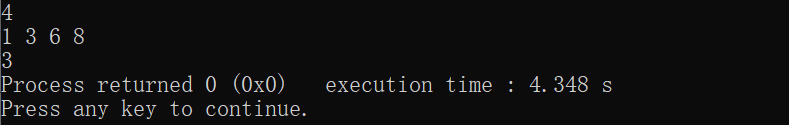 4
1 3 6 8
3
Process returned 0 (0x0)   execution time : 4.348 s
Press any key to continue.